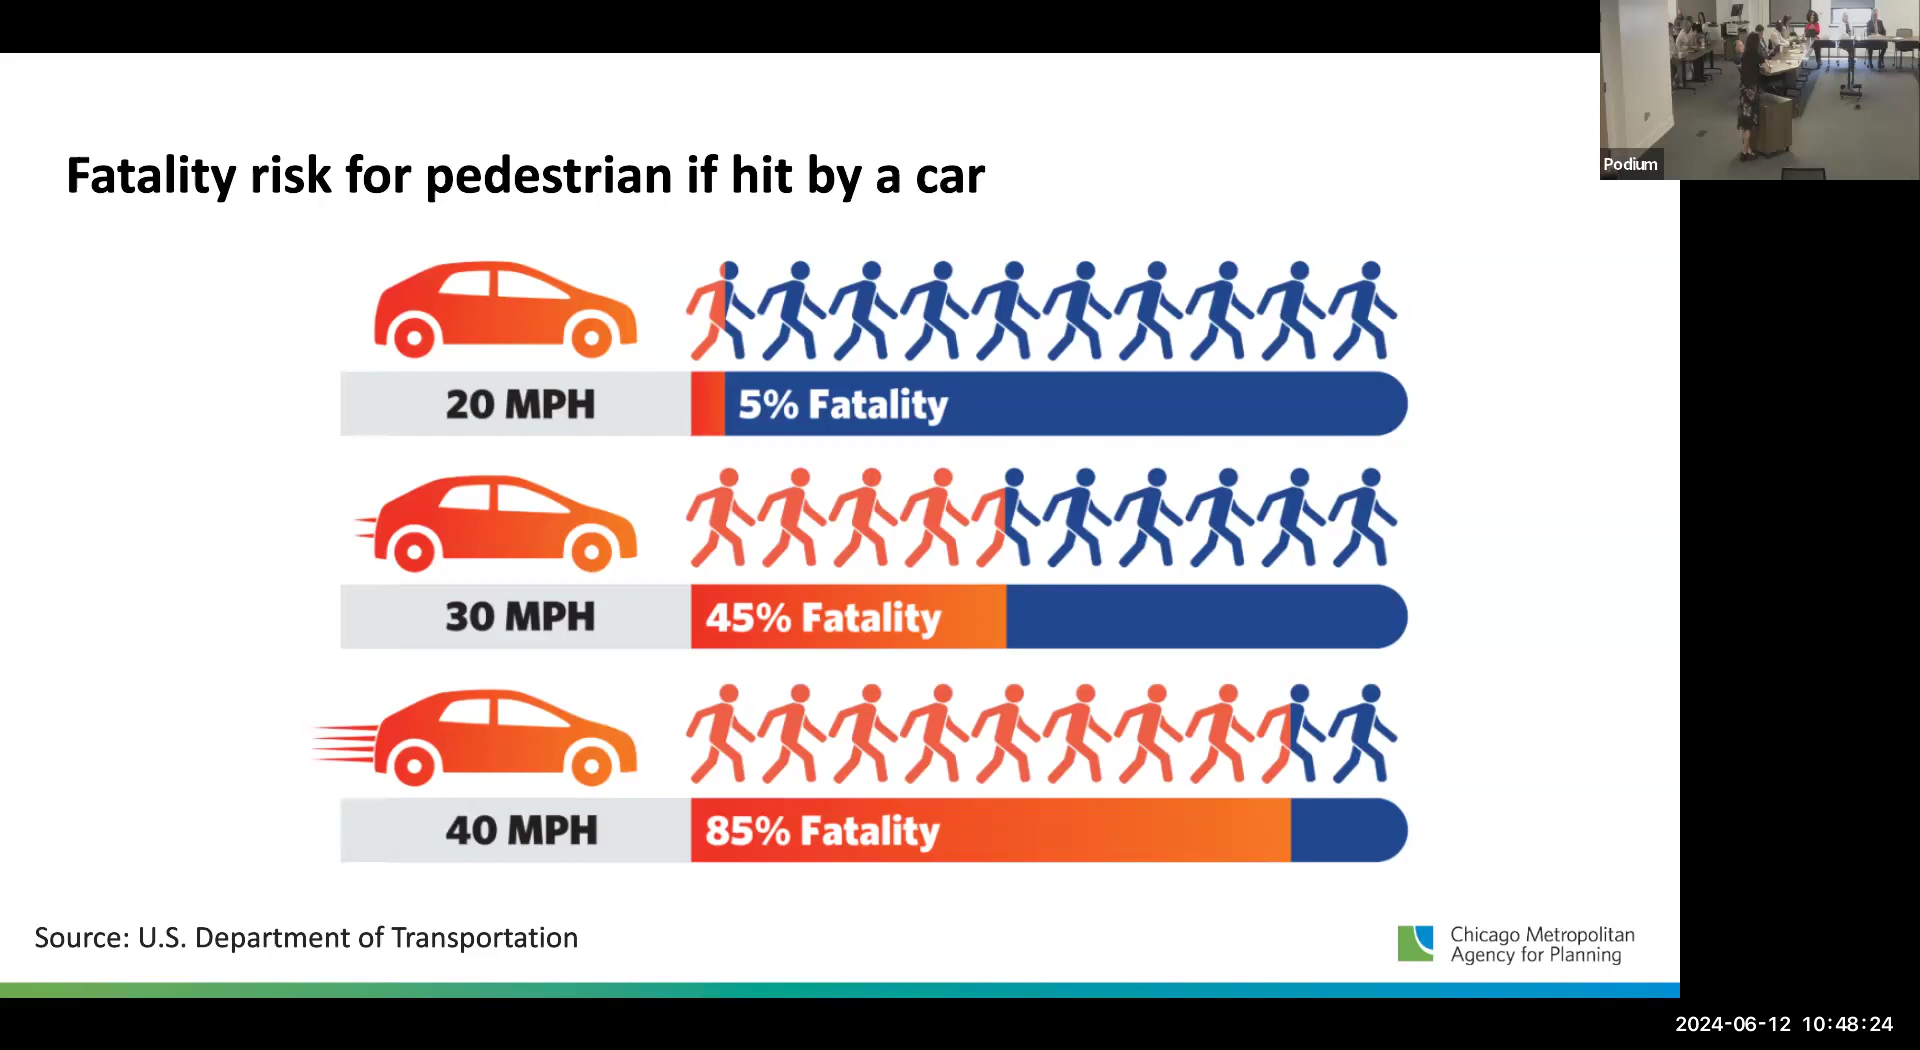 Podium
Fatality risk for pedestrian if hit by a car
20 MPH
5% Fatality
30 MPH
45% Fatality
40 MPH
85% Fatality
Source: U.S. Department of Transportation
Chicago Metropolitan
Agency for Planning
2024-06-12 10:48:24